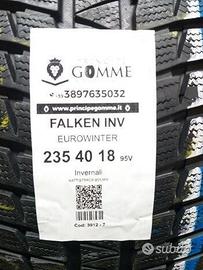 GOMME
3897635032
www.principegomme.it
FALKEN INV
EUROWINTER
235 40 18 95V
Invernali
Cod: 3912 - 7
subito